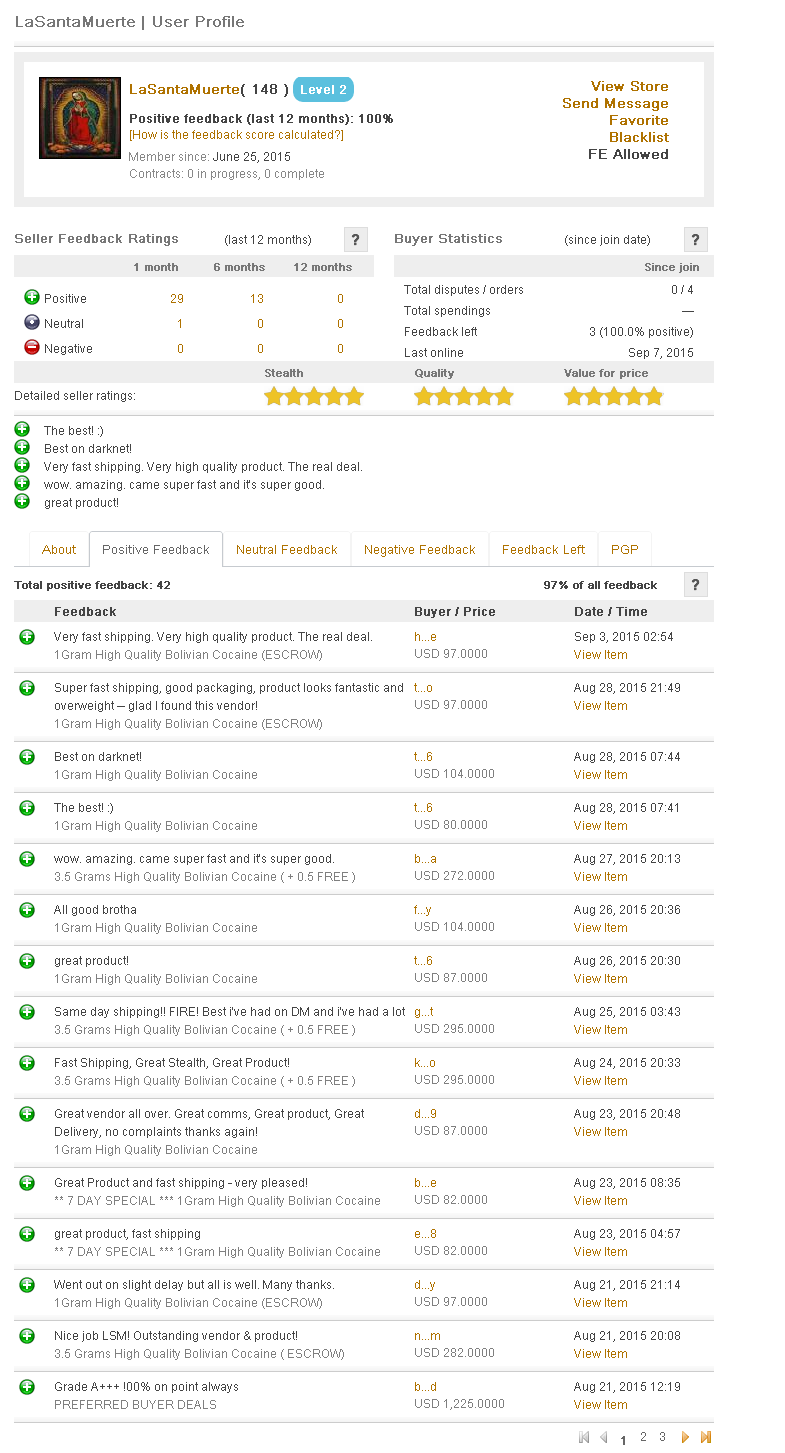 LaSantaMuerte | User Profile
LaSantaMuerte( 148 ) Level 2
Positive feedback (last 12 months): 100%
[How is the feedback score calculated?]
Member since: June 25, 2015
Contracts: 0 in progress, 0 complete
View Store
Send Message
Favorite
Blacklist
FE Allowed
Seller Feedback Ratings (last 12 months) ?
1 month 6 months 12 months
Positive 29 13 0
Neutral 1 0 0
Negative 0 0 0
Buyer Statistics (since join date) ?
Since join
Total disputes / orders 0 / 4
Total spendings —
Feedback left 3 (100.0% positive)
Last online Sep 7, 2015
Stealth Quality Value for price
Detailed seller ratings:
The best! :)
Best on darknet!
Very fast shipping. Very high quality product. The real deal.
wow. amazing. came super fast and it's super good.
great product!
About Positive Feedback Neutral Feedback Negative Feedback Feedback Left PGP
Total positive feedback: 42 97% of all feedback ?
Feedback Buyer / Price Date / Time
Very fast shipping. Very high quality product. The real deal. h...e Sep 3, 2015 02:54
1Gram High Quality Bolivian Cocaine (ESCROW) USD 97.0000 View Item
Super fast shipping, good packaging, product looks fantastic and t...o Aug 28, 2015 21:49
overweight — glad I found this vendor! USD 97.0000 View Item
1Gram High Quality Bolivian Cocaine (ESCROW)
Best on darknet! t...6 Aug 28, 2015 07:44
1Gram High Quality Bolivian Cocaine USD 104.0000 View Item
The best! :) t...6 Aug 28, 2015 07:41
1Gram High Quality Bolivian Cocaine USD 80.0000 View Item
wow. amazing. came super fast and it's super good. b...a Aug 27, 2015 20:13
3.5 Grams High Quality Bolivian Cocaine ( + 0.5 FREE ) USD 272.0000 View Item
All good brotha f...y Aug 26, 2015 20:36
1Gram High Quality Bolivian Cocaine USD 104.0000 View Item
great product! t...6 Aug 26, 2015 20:30
1Gram High Quality Bolivian Cocaine USD 87.0000 View Item
Same day shipping!! FIRE! Best i've had on DM and i've had a lot g...t Aug 25, 2015 03:43
3.5 Grams High Quality Bolivian Cocaine ( + 0.5 FREE ) USD 295.0000 View Item
Fast Shipping, Great Stealth, Great Product! k...o Aug 24, 2015 20:33
3.5 Grams High Quality Bolivian Cocaine ( + 0.5 FREE ) USD 295.0000 View Item
Great vendor all over. Great comms, Great product, Great d...9 Aug 23, 2015 20:48
Delivery, no complaints thanks again! USD 87.0000 View Item
1Gram High Quality Bolivian Cocaine
Great Product and fast shipping - very pleased! b...e Aug 23, 2015 08:35
** 7 DAY SPECIAL *** 1Gram High Quality Bolivian Cocaine USD 82.0000 View Item
great product, fast shipping e...8 Aug 23, 2015 04:57
** 7 DAY SPECIAL *** 1Gram High Quality Bolivian Cocaine USD 82.0000 View Item
Went out on slight delay but all is well. Many thanks. d...y Aug 21, 2015 21:14
1Gram High Quality Bolivian Cocaine (ESCROW) USD 97.0000 View Item
Nice job LSM! Outstanding vendor & product! n...m Aug 21, 2015 20:08
3.5 Grams High Quality Bolivian Cocaine ( ESCROW) USD 282.0000 View Item
Grade A+++ !00% on point always b...d Aug 21, 2015 12:19
PREFERRED BUYER DEALS USD 1,225.0000 View Item
1 2 3